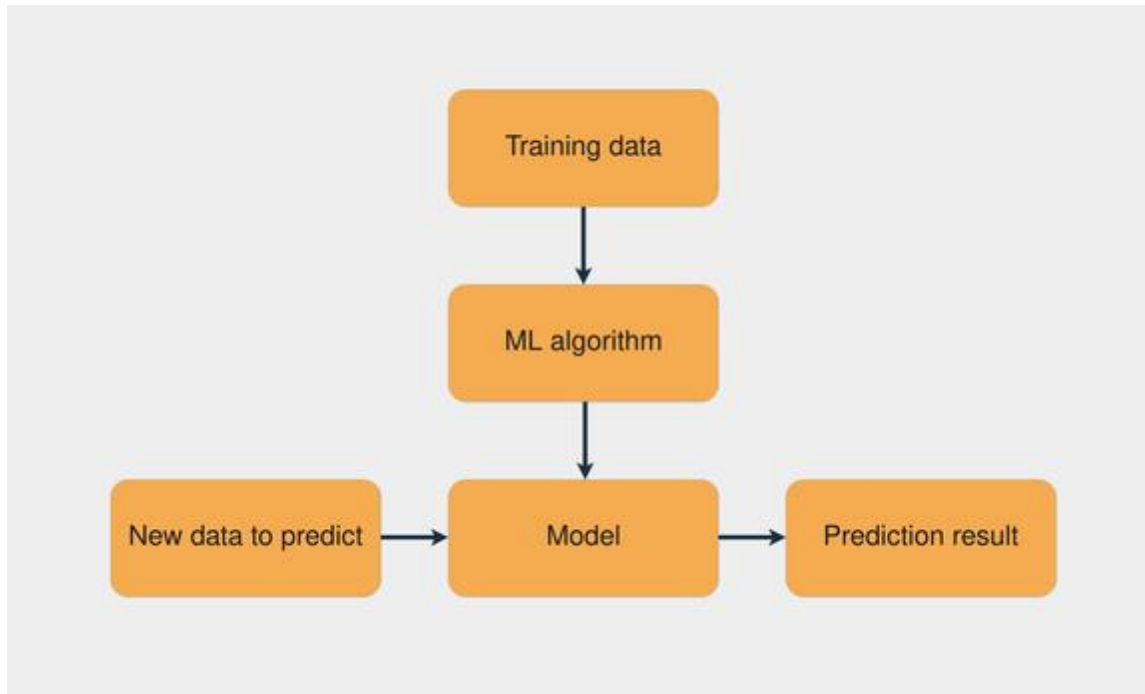 Training data
ML algorithm
New data to predict
Model
Prediction result